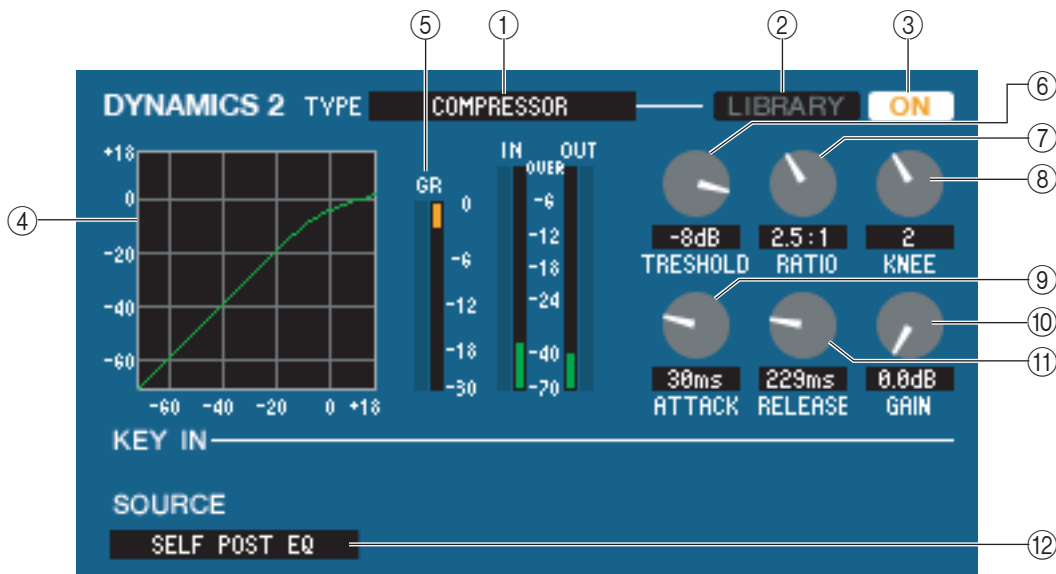 ⑤ ① ② ③
DYNAMICS 2 TYPE COMPRESSOR LIBRARY ON
⑥
⑦
⑧
④
+18
0
-20
-40
-60
-60 -40 -20 0 +18
GR
0
-6
-12
-18
-30
IN OUT
OVER
-6
-12
-18
-24
-40
-70
-8dB 2.5:1 2
TRESHOLD RATIO KNEE
⑨
⑩
⑪
30ms 229ms 0.0dB
ATTACK RELEASE GAIN
KEY IN
SOURCE
SELF POST EQ
⑫